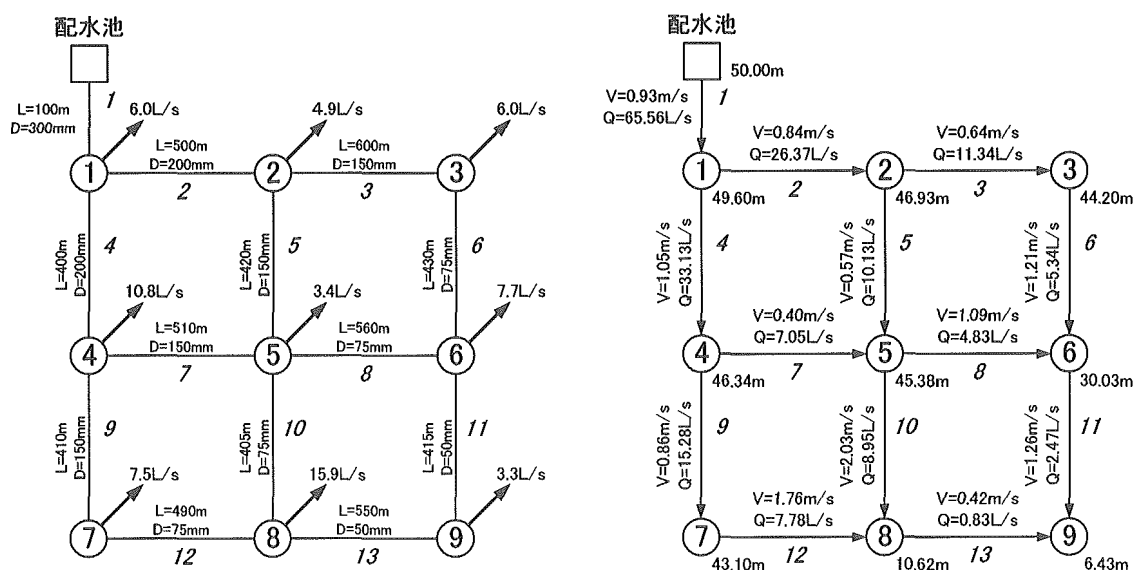 配水池
1
L=100m
D=300mm
6.0L/s
4.9L/s
6.0L/s
L=500m
D=200mm
L=600m
D=150mm
①
②
③
2
3
4
L=400m
D=200mm
5
L=420m
D=150mm
6
L=430m
D=75mm
10.8L/s
3.4L/s
7.7L/s
L=510m
D=150mm
L=560m
D=75mm
④
⑤
⑥
7
8
9
L=410m
D=150mm
10
L=405m
D=75mm
11
L=415m
D=50mm
7.5L/s
15.9L/s
3.3L/s
L=490m
D=75mm
L=550m
D=50mm
⑦
⑧
⑨
12
13
配水池
50.00m
1
V=0.93m/s
Q=65.56L/s
V=0.84m/s
Q=26.37L/s
V=0.64m/s
Q=11.34L/s
①
②
③
2
3
49.60m
46.93m
44.20m
4
V=1.05m/s
Q=33.13L/s
5
V=0.57m/s
Q=10.13L/s
6
V=1.21m/s
Q=5.34L/s
V=0.40m/s
Q=7.05L/s
V=1.09m/s
Q=4.83L/s
④
⑤
⑥
7
8
46.34m
45.38m
30.03m
9
V=0.86m/s
Q=15.28L/s
10
V=2.03m/s
Q=8.95L/s
11
V=1.26m/s
Q=2.47L/s
V=1.76m/s
Q=7.78L/s
V=0.42m/s
Q=0.83L/s
⑦
⑧
⑨
12
13
43.10m
10.62m
6.43m